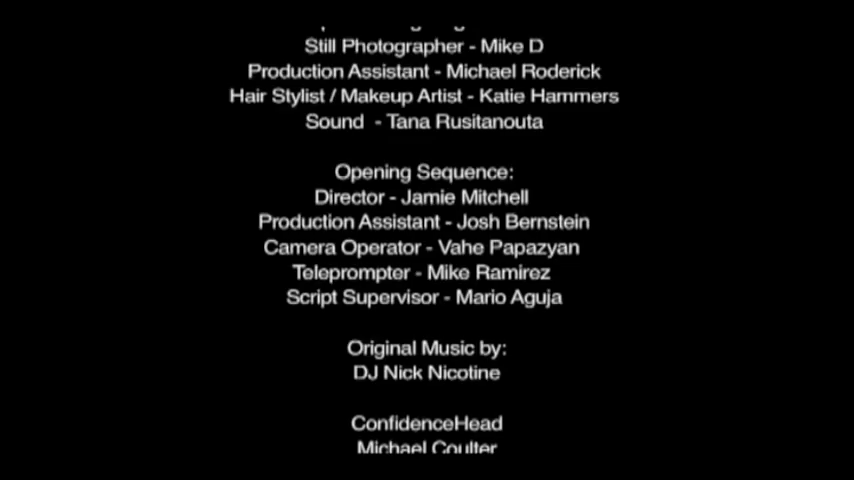 Still Photographer - Mike D
Production Assistant - Michael Roderick
Hair Stylist / Makeup Artist - Katie Hammers
Sound - Tana Rusitanouta
Opening Sequence:
Director - Jamie Mitchell
Production Assistant - Josh Bernstein
Camera Operator - Vahe Papazyan
Teleprompter - Mike Ramirez
Script Supervisor - Mario Aguja
Original Music by:
DJ Nick Nicotine
ConfidenceHead
Michael Coulter